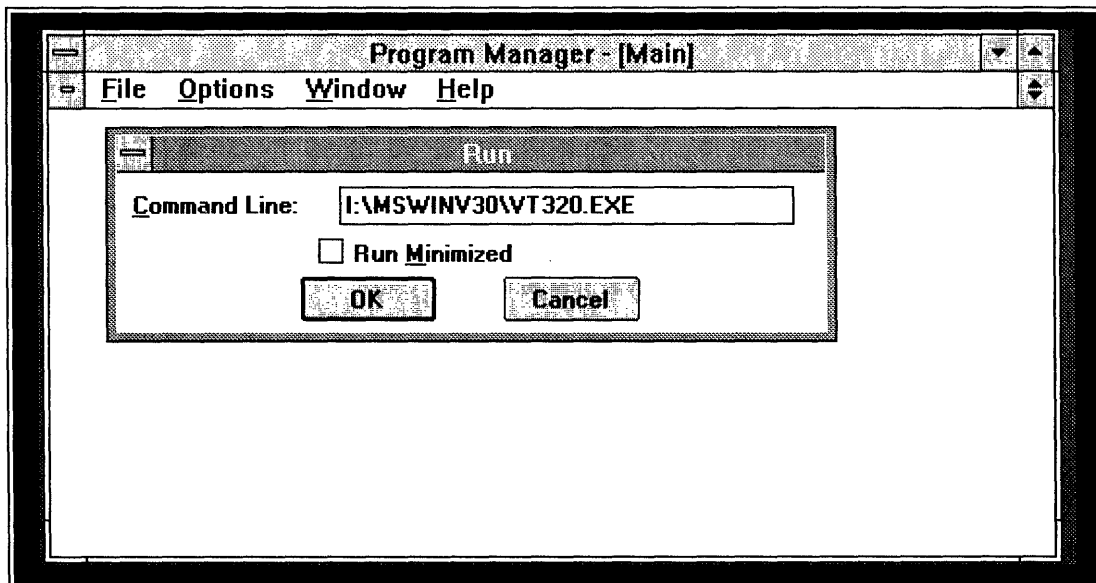 Program Manager - [Main]
File Options Window Help
Run
Command Line: I:\MSWINV30\VT320.EXE
Run Minimized
OK Cancel